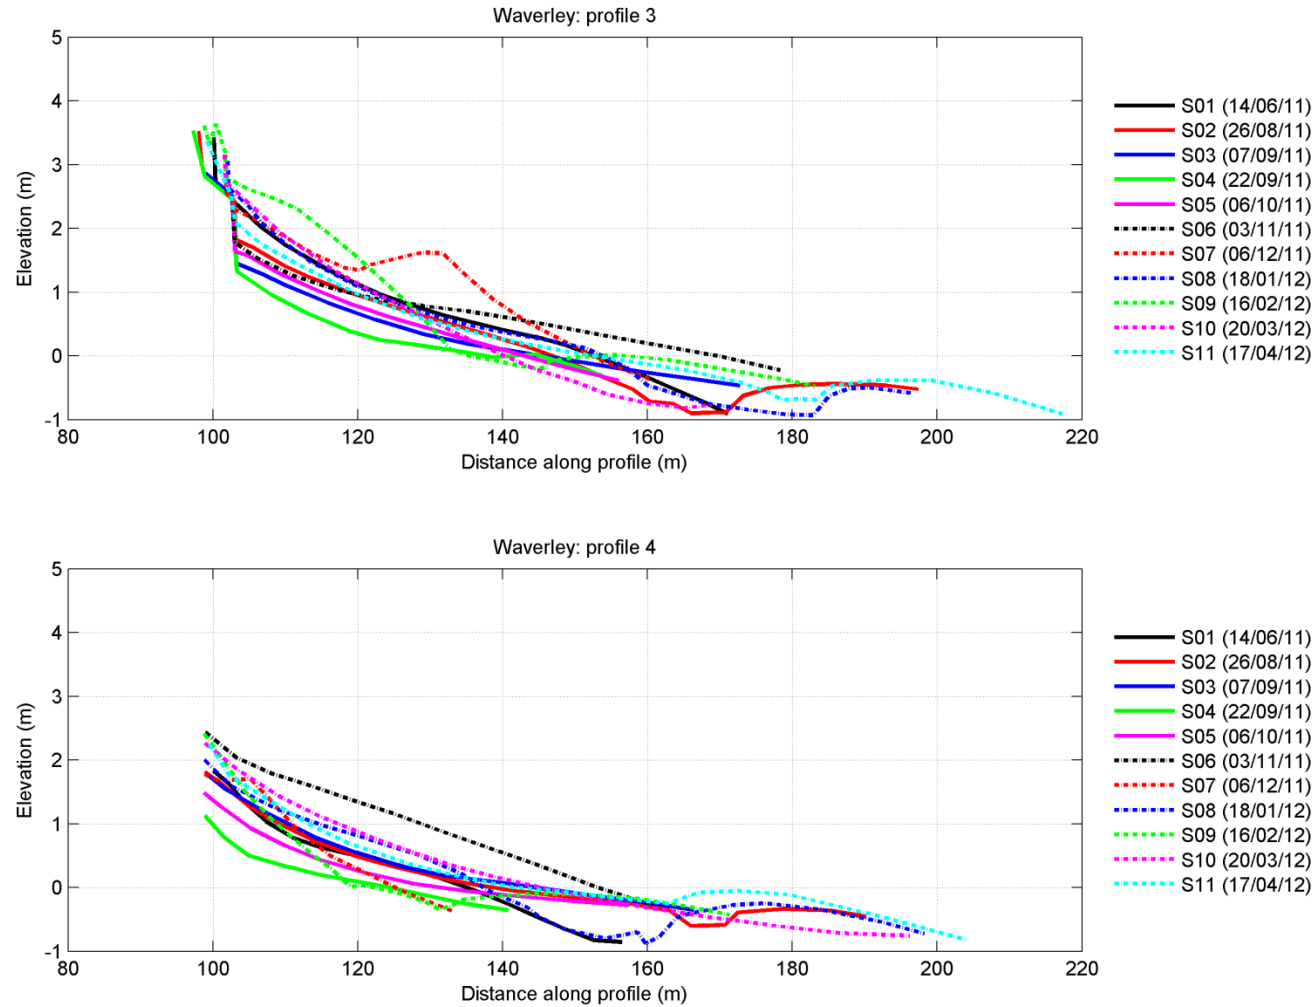 Waverley: profile 3
5
4
3
2
1
0
-1
Elevation (m)
80 100 120 140 160 180 200 220
Distance along profile (m)
S01 (14/06/11)
S02 (26/08/11)
S03 (07/09/11)
S04 (22/09/11)
S05 (06/10/11)
S06 (03/11/11)
S07 (06/12/11)
S08 (18/01/12)
S09 (16/02/12)
S10 (20/03/12)
S11 (17/04/12)
Waverley: profile 4
5
4
3
2
1
0
-1
Elevation (m)
80 100 120 140 160 180 200 220
Distance along profile (m)
S01 (14/06/11)
S02 (26/08/11)
S03 (07/09/11)
S04 (22/09/11)
S05 (06/10/11)
S06 (03/11/11)
S07 (06/12/11)
S08 (18/01/12)
S09 (16/02/12)
S10 (20/03/12)
S11 (17/04/12)